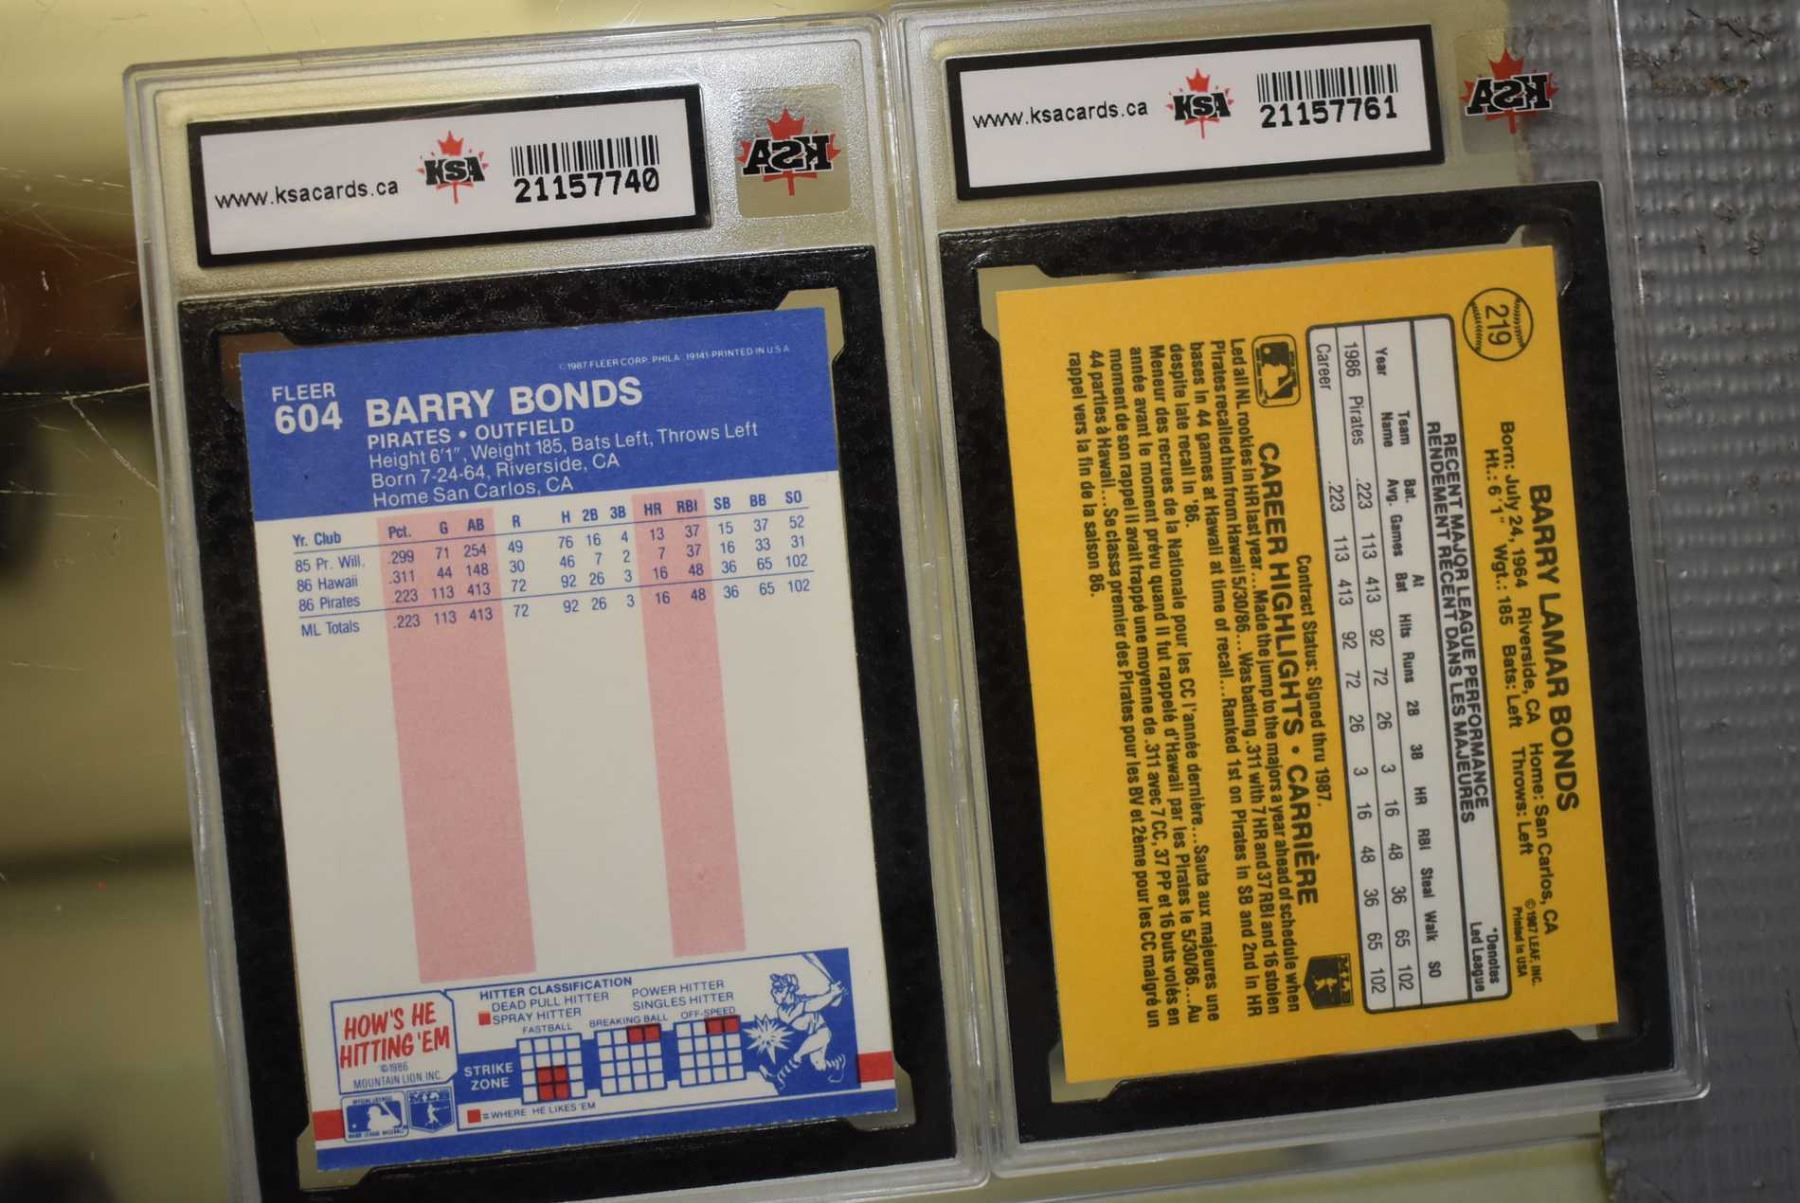 www.ksacards.ca KSA 21157740
KSA
©1987 FLEER CORP. PHILA. 19141-PRINTED IN U.S.A.
FLEER
604
BARRY BONDS
PIRATES • OUTFIELD
Height 6'1", Weight 185, Bats Left, Throws Left
Born 7-24-64, Riverside, CA
Home San Carlos, CA
Yr. Club Pct. G AB R H 2B 3B HR RBI SB BB SO
85 Pr. Will. .299 71 254 49 76 16 4 13 37 15 37 52
86 Hawaii .311 44 148 30 46 7 2 7 37 16 33 31
86 Pirates .223 113 413 72 92 26 3 16 48 36 65 102
ML Totals .223 113 413 72 92 26 3 16 48 36 65 102
HOW'S HE
HITTING 'EM
©1986
MOUNTAIN LION INC.
HITTER CLASSIFICATION
DEAD PULL HITTER POWER HITTER
SPRAY HITTER SINGLES HITTER
FASTBALL BREAKING BALL OFF-SPEED
STRIKE
ZONE
=WHERE HE LIKES 'EM
MLB
www.ksacards.ca KSA 21157761
KSA
219
BARRY LAMAR BONDS
Born: July 24, 1964 Riverside, CA Home: San Carlos, CA
Ht.: 6'1" Wgt.: 185 Bats: Left Throws: Left
©1987 LEAF, INC.
Printed in USA
*Denotes
Led League
RECENT MAJOR LEAGUE PERFORMANCE
RENDEMENT RÉCENT DANS LES MAJEURES
Year Team Name Bat. Avg. Games At Bat Hits Runs 2B 3B HR RBI Steal Walk SO
1986 Pirates .223 113 413 92 72 26 3 16 48 36 65 102
Career .223 113 413 92 72 26 3 16 48 36 65 102
Contract Status: Signed thru 1987.
CAREER HIGHLIGHTS • CARRIÈRE
MLB
Led all NL rookies in HR last year...Made the jump to the majors a year ahead of schedule when
Pirates recalled him from Hawaii 5/30/86...Was batting .311 with 7 HR and 37 RBI and 16 stolen
bases in 44 games at Hawaii at time of recall...Ranked 1st on Pirates in SB and 2nd in HR
despite late recall in '86.
Meneur des recrues de la Nationale pour les CC l'année dernière...Sauta aux majeures une
année avant le moment prévu quand il fut rappelé d'Hawaii par les Pirates le 5/30/86...Au
moment de son rappel il avait frappé une moyenne de .311 avec 7 CC, 37 PP et 16 buts volés en
44 parties à Hawaii...Se classa premier des Pirates pour les BV et 2ème pour les CC malgré un
rappel vers la fin de la saison 86.